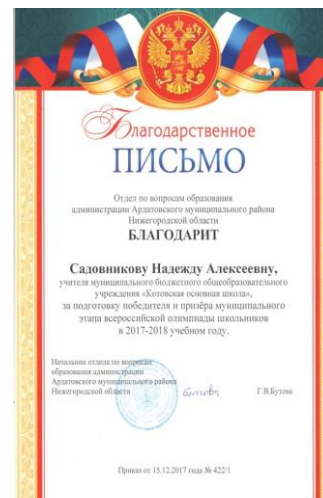 Благодарственное
ПИСЬМО
Отдел по вопросам образования
администрации Ардатовского муниципального района
Нижегородской области
БЛАГОДАРИТ
Садовникову Надежду Алексеевну,
учителя муниципального бюджетного общеобразовательного
учреждения «Котовская основная школа»,
за подготовку победителя и призёра муниципального
этапа всероссийской олимпиады школьников
в 2017-2018 учебном году.
Начальник отдела по вопросам
образования администрации
Ардатовского муниципального района
Нижегородской области Г.В.Бутова
Приказ от 15.12.2017 года № 422/1